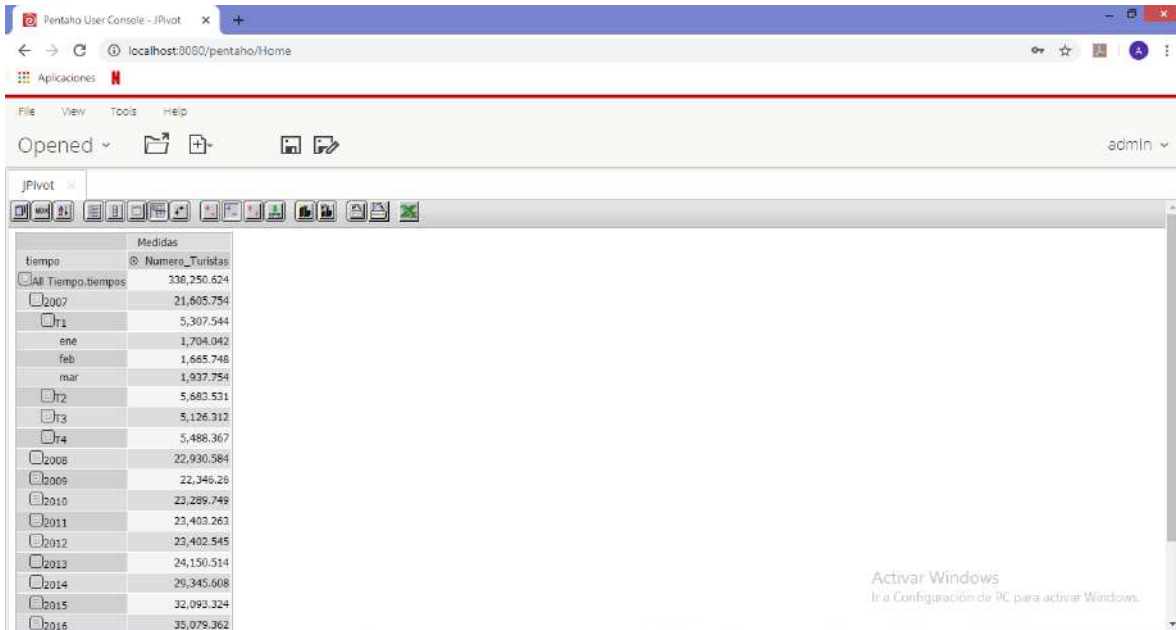 Pentaho User Console - JPivot
localhost:8080/pentaho/Home
Aplicaciones
File View Tools Help
Opened
admin
JPivot
Medidas
tiempo Numero_Turistas
All Tiempo.tiempos 338,250.624
2007 21,605.754
T1 5,307.544
ene 1,704.042
feb 1,665.748
mar 1,937.754
T2 5,683.531
T3 5,126.312
T4 5,488.367
2008 22,930.584
2009 22,346.26
2010 23,289.749
2011 23,403.263
2012 23,402.545
2013 24,150.514
2014 29,345.608
2015 32,093.324
2016 35,079.362
Activar Windows
Ir a Configuración de PC para activar Windows.